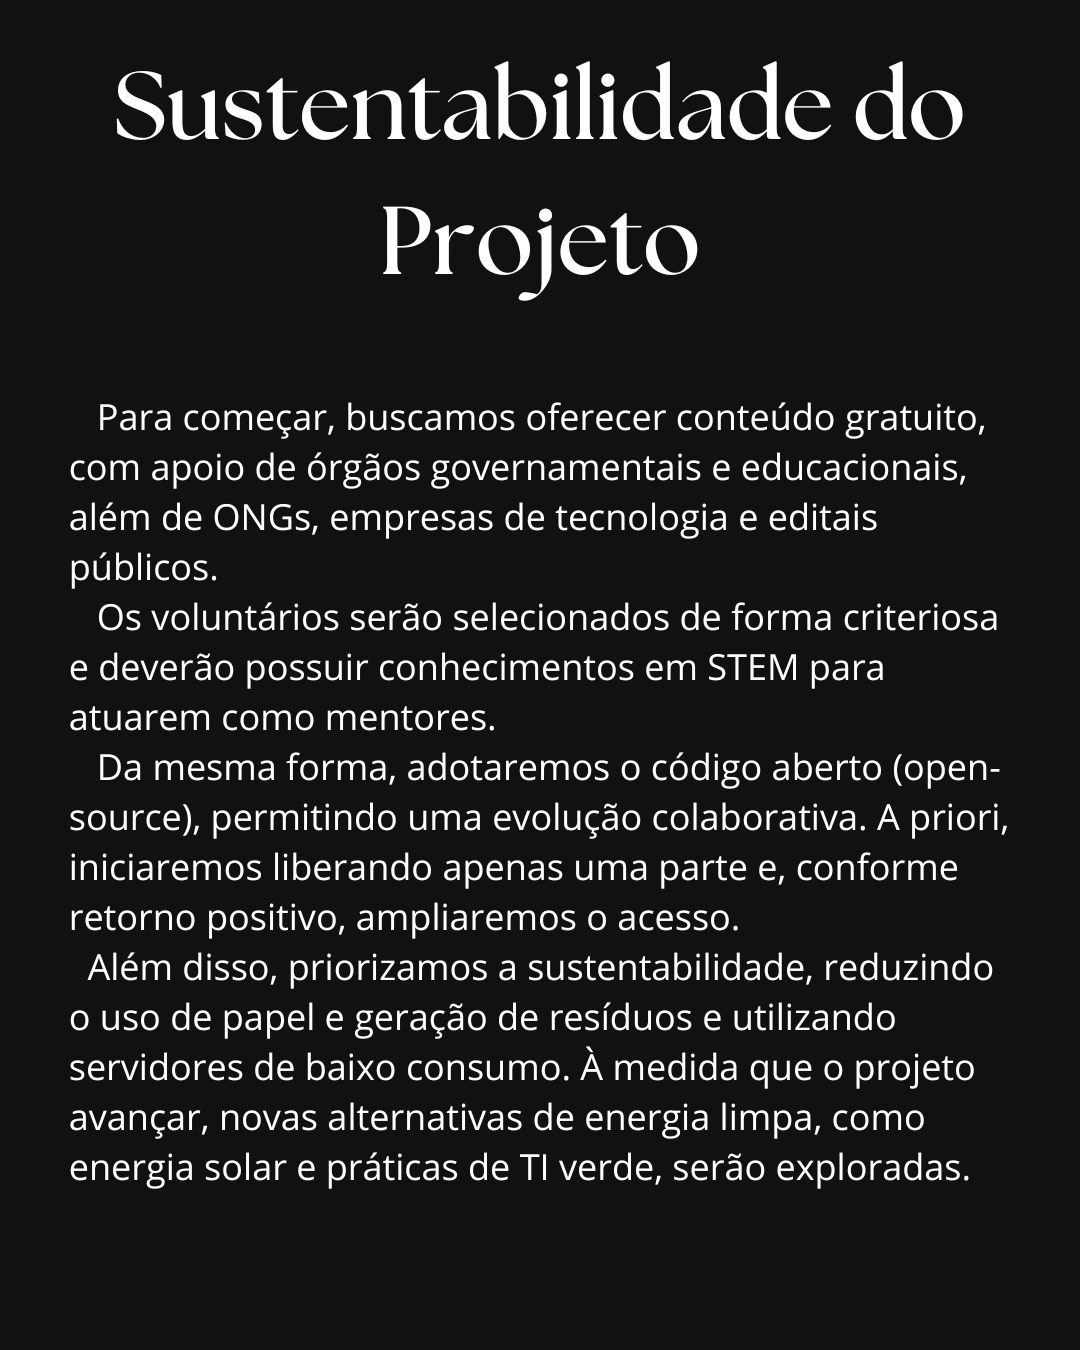 Sustentabilidade do
Projeto
Para começar, buscamos oferecer conteúdo gratuito,
com apoio de órgãos governamentais e educacionais,
além de ONGs, empresas de tecnologia e editais
públicos.
Os voluntários serão selecionados de forma criteriosa
e deverão possuir conhecimentos em STEM para
atuarem como mentores.
Da mesma forma, adotaremos o código aberto (open-
source), permitindo uma evolução colaborativa. A priori,
iniciaremos liberando apenas uma parte e, conforme
retorno positivo, ampliaremos o acesso.
Além disso, priorizamos a sustentabilidade, reduzindo
o uso de papel e geração de resíduos e utilizando
servidores de baixo consumo. À medida que o projeto
avançar, novas alternativas de energia limpa, como
energia solar e práticas de TI verde, serão exploradas.